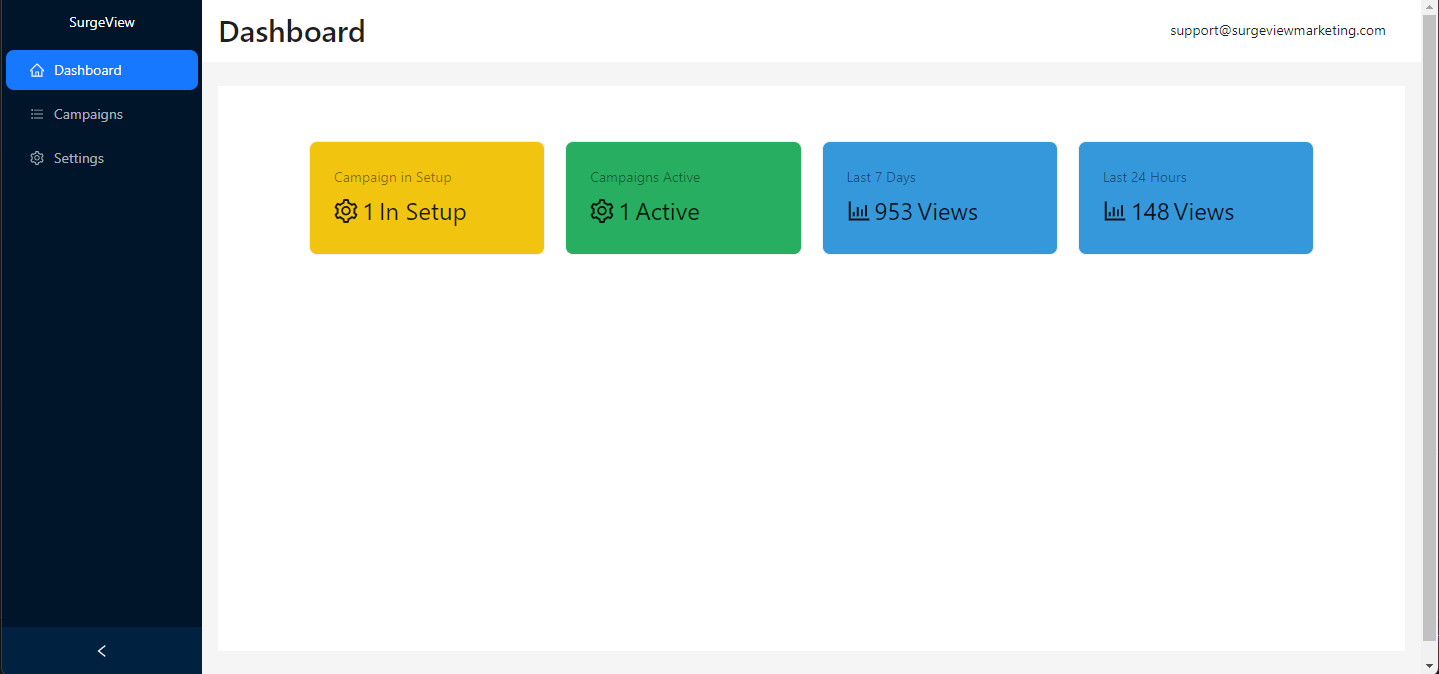 SurgeView
Dashboard
Campaigns
Settings
Dashboard
support@surgeviewmarketing.com
Campaign in Setup
1 In Setup
Campaigns Active
1 Active
Last 7 Days
953 Views
Last 24 Hours
148 Views